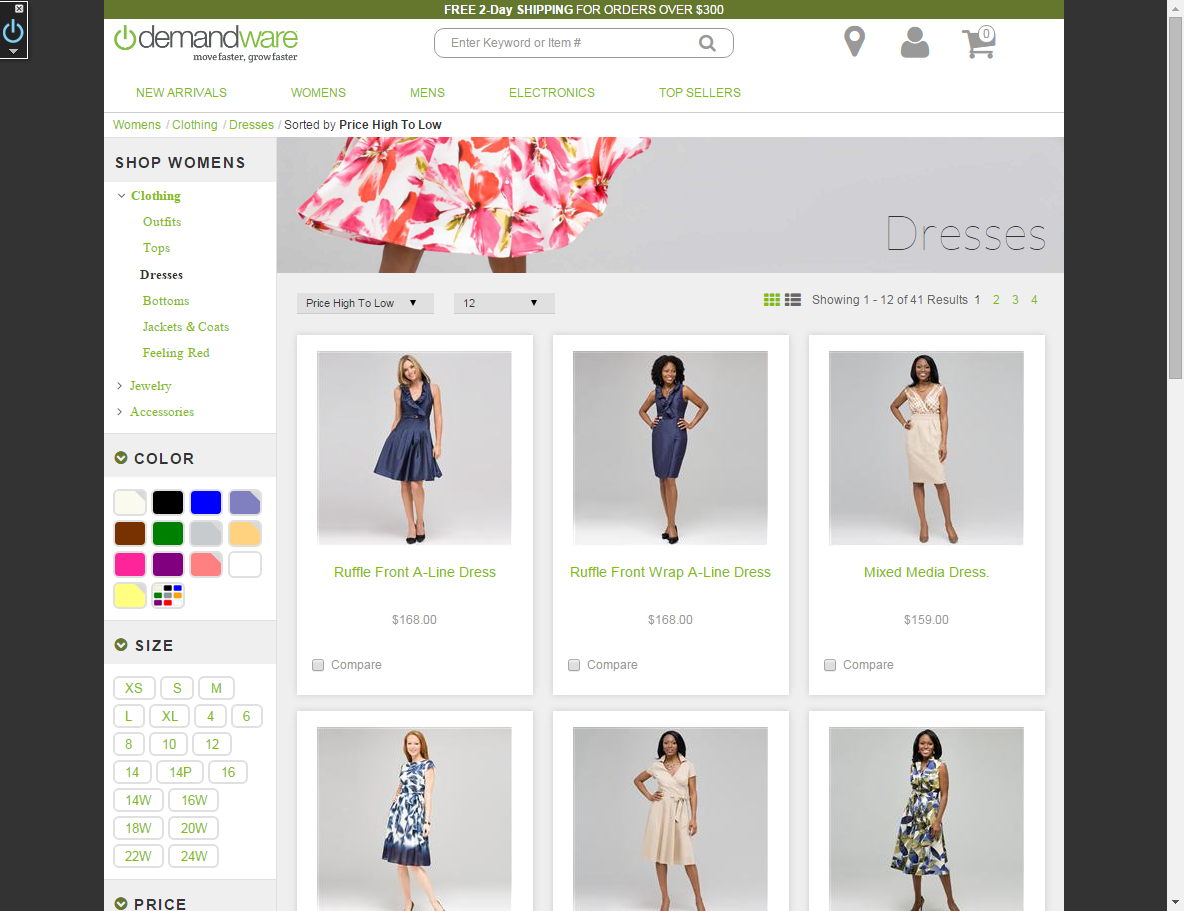 FREE 2-Day SHIPPING FOR ORDERS OVER $300
demandware
move faster, grow faster
Enter Keyword or Item #
0
NEW ARRIVALS WOMENS MENS ELECTRONICS TOP SELLERS
Womens / Clothing / Dresses / Sorted by Price High To Low
SHOP WOMENS
Clothing
Outfits
Tops
Dresses
Bottoms
Jackets & Coats
Feeling Red
Jewelry
Accessories
COLOR
SIZE
XS S M
L XL 4 6
8 10 12
14 14P 16
14W 16W
18W 20W
22W 24W
PRICE
Dresses
Price High To Low 12 Showing 1 - 12 of 41 Results 1 2 3 4
Ruffle Front A-Line Dress Ruffle Front Wrap A-Line Dress Mixed Media Dress.
$168.00 $168.00 $159.00
Compare Compare Compare